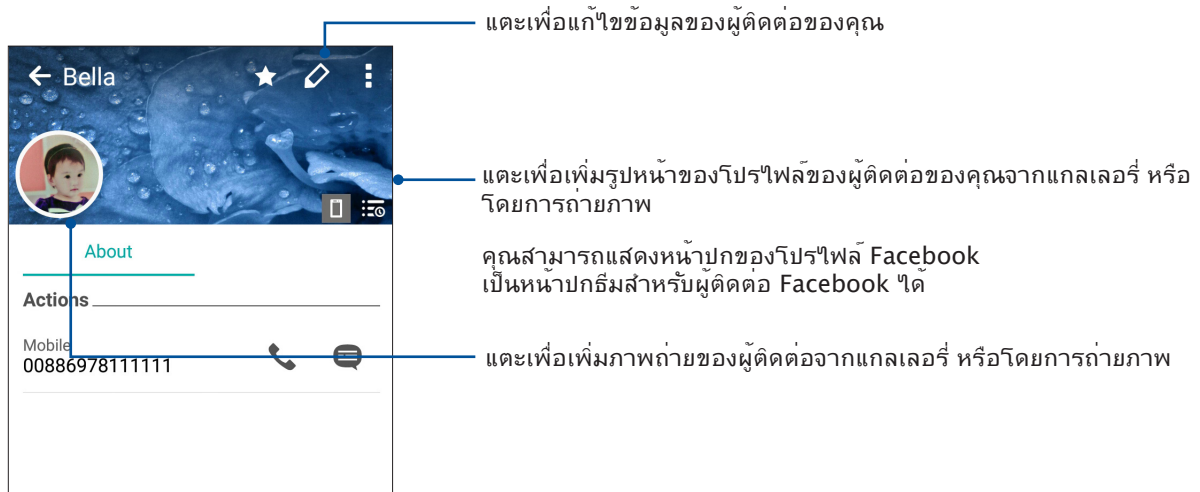 แตะเพื่อแก้ไขข้อมูลของผู้ติดต่อของคุณ
Bella
แตะเพื่อเพิ่มรูปหน้าของโปรไฟล์ของผู้ติดต่อของคุณจากแกลเลอรี่ หรือ
โดยการถ่ายภาพ
About
คุณสามารถแสดงหน้าปกของโปรไฟล์ Facebook
เป็นหน้าปกธีมสำหรับผู้ติดต่อ Facebook ได้
Actions
Mobile
00886978111111
แตะเพื่อเพิ่มภาพถ่ายของผู้ติดต่อจากแกลเลอรี่ หรือโดยการถ่ายภาพ